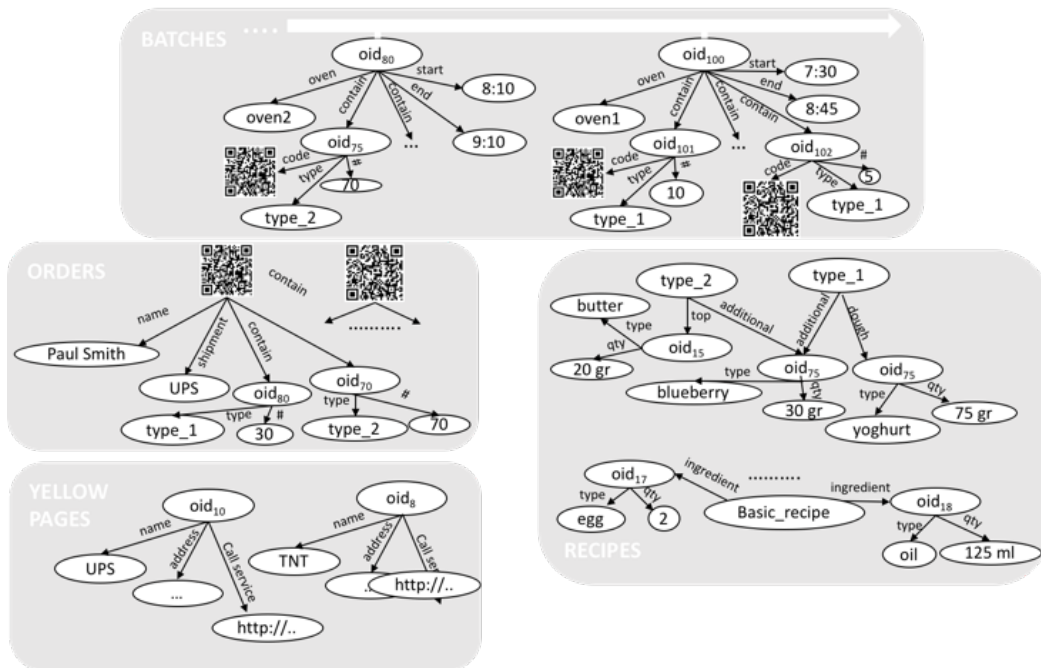 BATCHES ....
oid80
oven
contain
contain
start
end
8:10
9:10
oven2
oid75
...
code
type
#
70
type_2
oid100
oven
contain
Contain
contain
start
end
7:30
8:45
oven1
oid101
...
oid102
code
type
#
10
type_1
code
type
#
5
type_1
ORDERS
contain
name
shipment
contain
..........
Paul Smith
UPS
oid80
oid70
type
#
type
#
type_1
30
type_2
70
YELLOW
PAGES
oid10
name
address
Call service
UPS
...
http://..
oid8
name
address
TNT
http://..
type_2
type_1
butter
top
additional
additional
dough
type
qty
oid15
20 gr
oid75
oid75
type
qty
type
qty
blueberry
30 gr
yoghurt
75 gr
oid17
ingredient
..........
ingredient
type
qty
egg
2
Basic_recipe
oid18
type
qty
oil
125 ml
RECIPES